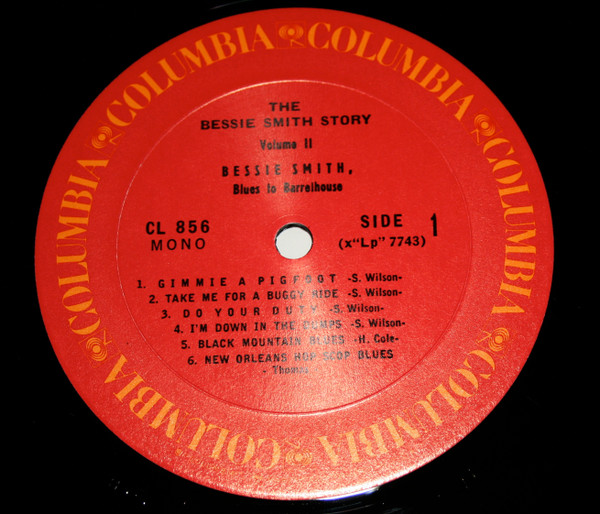 COLUMBIA COLUMBIA COLUMBIA COLUMBIA COLUMBIA COLUMBIA COLUMBIA COLUMBIA
THE
BESSIE SMITH STORY
Volume II
BESSIE SMITH,
Blues to Barrelhouse
CL 856
MONO
SIDE 1
(x"Lp" 7743)
1. GIMMIE A PIGFOOT -S. Wilson-
2. TAKE ME FOR A BUGGY RIDE -S. Wilson-
3. DO YOUR DUTY -S. Wilson-
4. I'M DOWN IN THE DUMPS -S. Wilson-
5. BLACK MOUNTAIN BLUES -H. Cole-
6. NEW ORLEANS HOP SCOP BLUES
- Thomas-